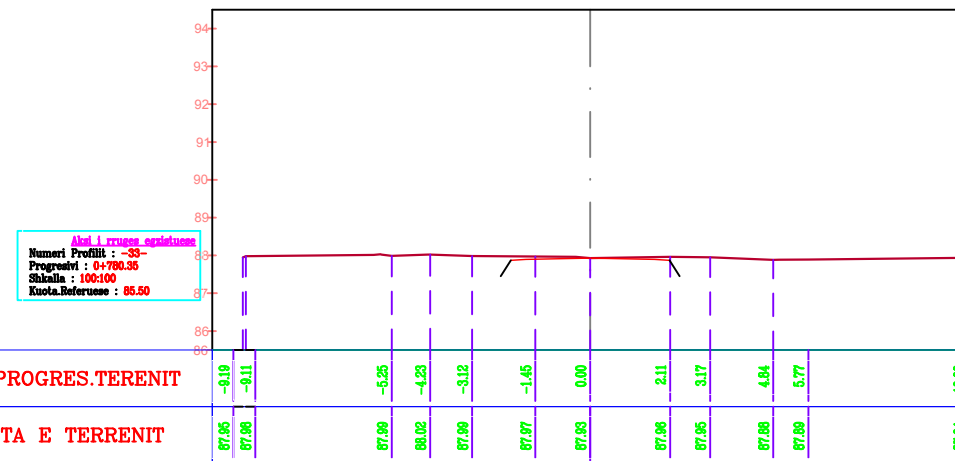 94
93
92
91
90
89
88
87
86
86
Aksi i rruges egzistuese
Numeri Profilit : -33-
Progresivi : 0+780.35
Shkalla : 100:100
Kuota.Referuese : 85.50
PROGRES.TERENIT
-9.19 -9.11 -5.25 -4.23 -3.12 -1.45 0.00 2.11 3.17 4.84 5.77
TA E TERRENIT
87.95 87.98 87.99 88.02 87.99 87.97 87.93 87.96 87.95 87.88 87.89